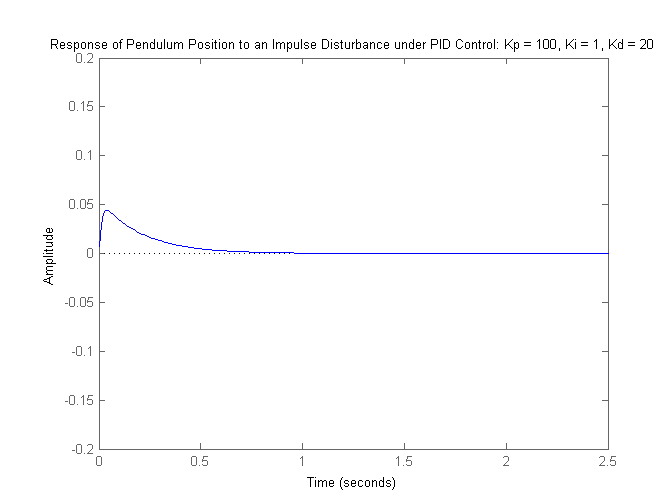 Response of Pendulum Position to an Impulse Disturbance under PID Control: Kp = 100, Ki = 1, Kd = 20
0.2
0.15
0.1
0.05
0
-0.05
-0.1
-0.15
-0.2
Amplitude
0 0.5 1 1.5 2 2.5
Time (seconds)